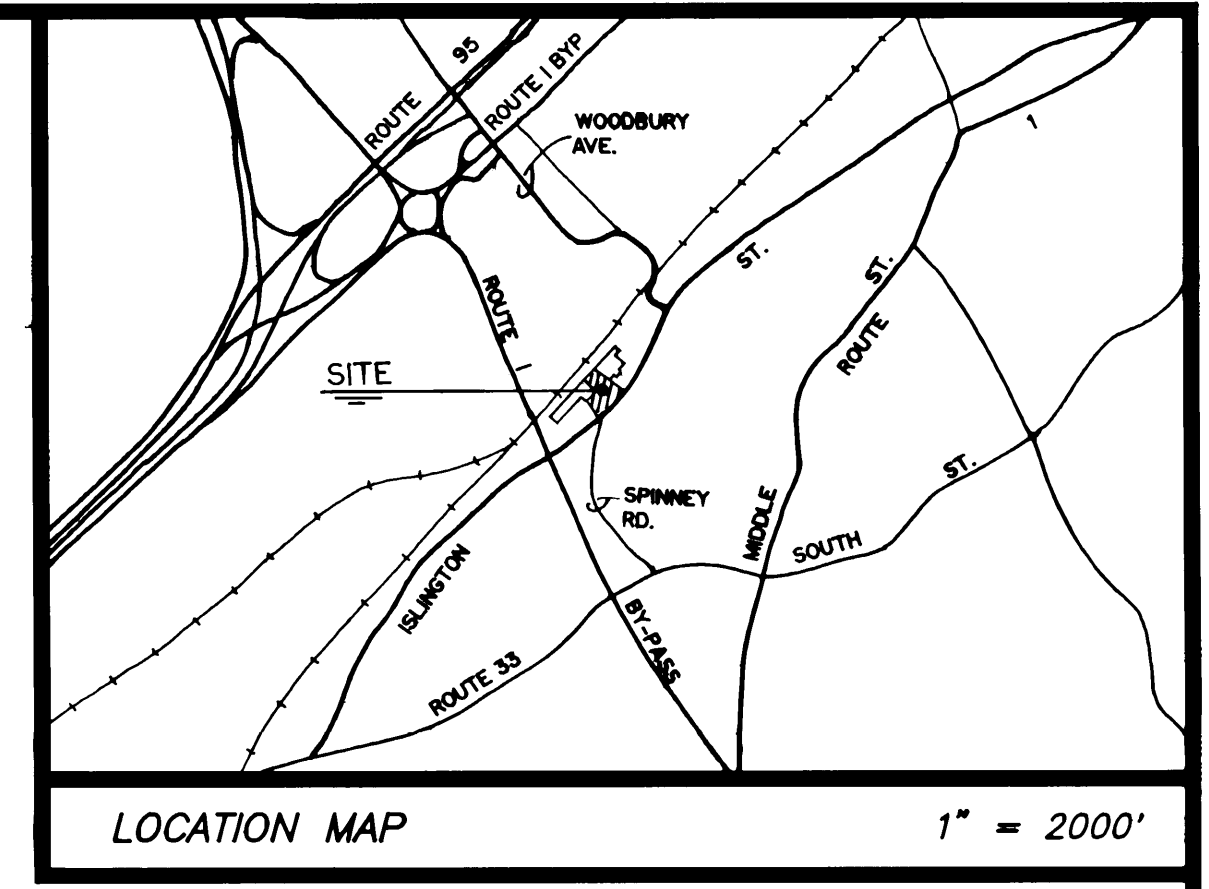 ROUTE 95
ROUTE 1 BYP
WOODBURY
AVE.
1
ST.
ST.
ROUTE
ROUTE 1
SITE
SPINNEY
RD.
ST.
MIDDLE
SOUTH
ISLINGTON
BY-PASS
ROUTE 33
LOCATION MAP
1" = 2000'